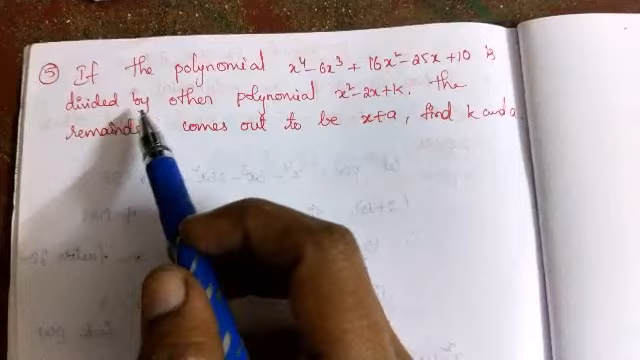 ⑤ If the polynomial x⁴-6x³+16x²-25x+10 is
divided by other polynomial x²-2x+k. The
remainde comes out to be x+a, find k and a.